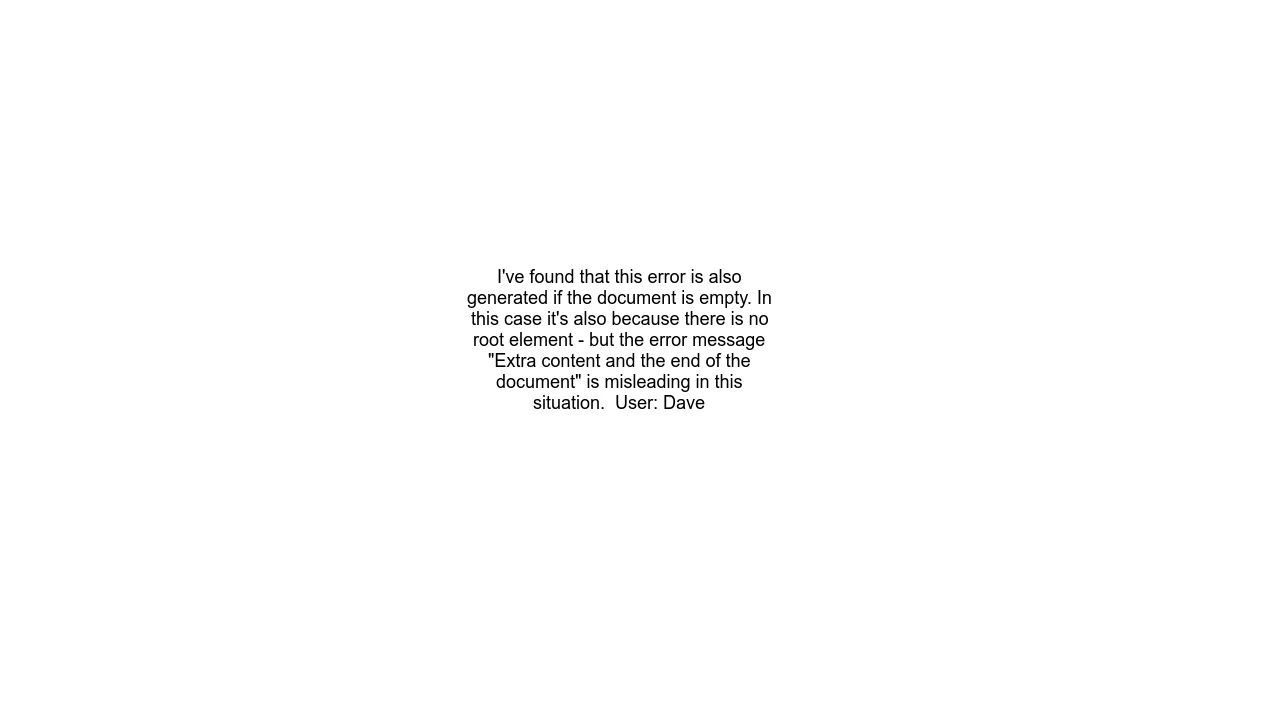 I've found that this error is also
generated if the document is empty. In
this case it's also because there is no
root element - but the error message
"Extra content and the end of the
document" is misleading in this
situation.  User: Dave